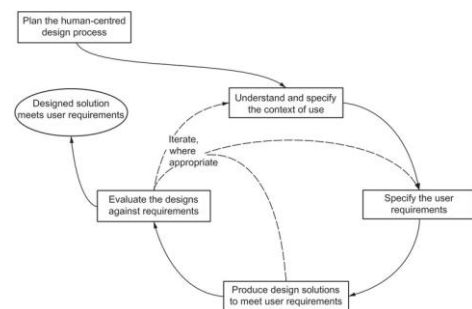 Plan the human-centred
design process
Designed solution
meets user requirements
Understand and specify
the context of use
Iterate,
where
appropriate
Evaluate the designs
against requirements
Specify the user
requirements
Produce design solutions
to meet user requirements